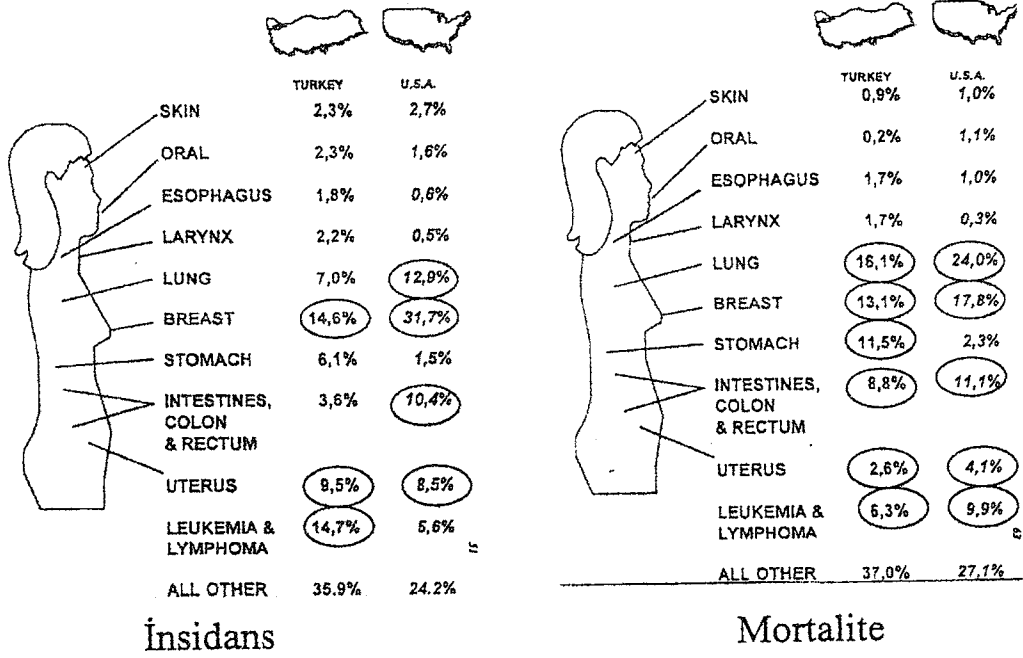 TURKEY U.S.A.
SKIN 2,3% 2,7%
ORAL 2,3% 1,6%
ESOPHAGUS 1,8% 0,6%
LARYNX 2,2% 0,5%
LUNG 7,0% 12,9%
BREAST 14,6% 31,7%
STOMACH 6,1% 1,5%
INTESTINES, 3,6% 10,4%
COLON
& RECTUM
UTERUS 9,5% 8,5%
LEUKEMIA & 14,7% 5,6%
LYMPHOMA
ALL OTHER 35.9% 24.2%
İnsidans
TURKEY U.S.A.
SKIN 0,9% 1,0%
ORAL 0,2% 1,1%
ESOPHAGUS 1,7% 1,0%
LARYNX 1,7% 0,3%
LUNG 16,1% 24,0%
BREAST 13,1% 17,8%
STOMACH 11,5% 2,3%
INTESTINES, 8,8% 11,1%
COLON
& RECTUM
UTERUS 2,6% 4,1%
LEUKEMIA & 6,3% 9,9%
LYMPHOMA
ALL OTHER 37,0% 27,1%
Mortalite